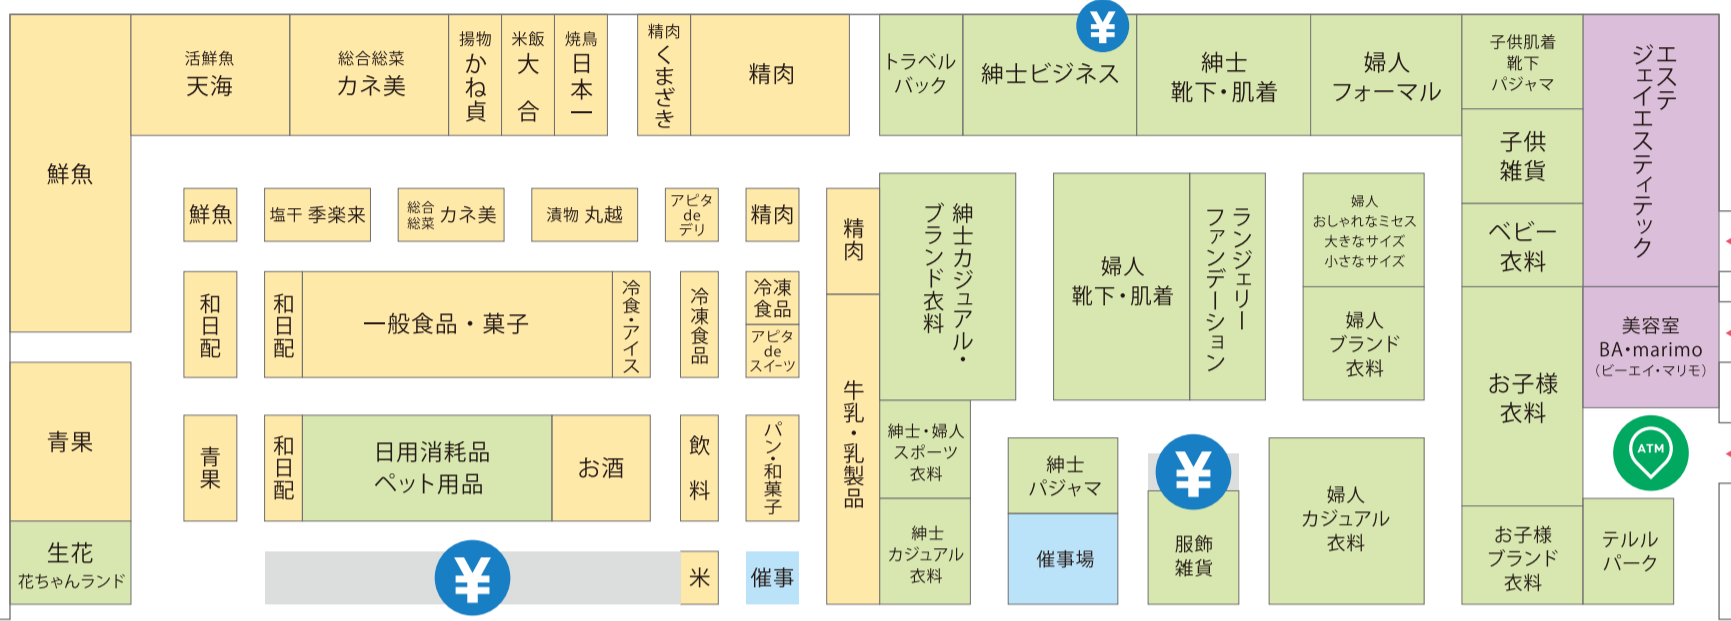 鮮魚
活鮮魚
天海
総合総菜
カネ美
揚物
かね貞
米飯
大合
焼鳥
日本一
精肉
くまざき
精肉
トラベル
バック
紳士ビジネス
¥
紳士
靴下・肌着
婦人
フォーマル
子供肌着
靴下
パジャマ
エステ
ジェイエスティティック
子供
雑貨
ベビー
衣料
鮮魚
塩干 季楽来
総合
総菜 カネ美
漬物 丸越
アピタ
de
デリ
精肉
精肉
紳士カジュアル・
ブランド衣料
婦人
靴下・肌着
ランジェリー
ファンデーション
婦人
おしゃれなミセス
大きなサイズ
小さなサイズ
和日配
和日配
一般食品・菓子
冷食・アイス
冷凍食品
冷凍
食品
アピタ
de
スイーツ
牛乳・乳製品
婦人
ブランド
衣料
お子様
衣料
美容室
BA・marimo
(ビーエイ・マリモ)
青果
青果
和日配
日用消耗品
ペット用品
お酒
飲料
パン・和菓子
紳士・婦人
スポーツ
衣料
紳士
パジャマ
¥
婦人
カジュアル
衣料
ATM
生花
花ちゃんランド
¥
米
催事
紳士
カジュアル
衣料
催事場
服飾
雑貨
お子様
ブランド
衣料
テルル
パーク